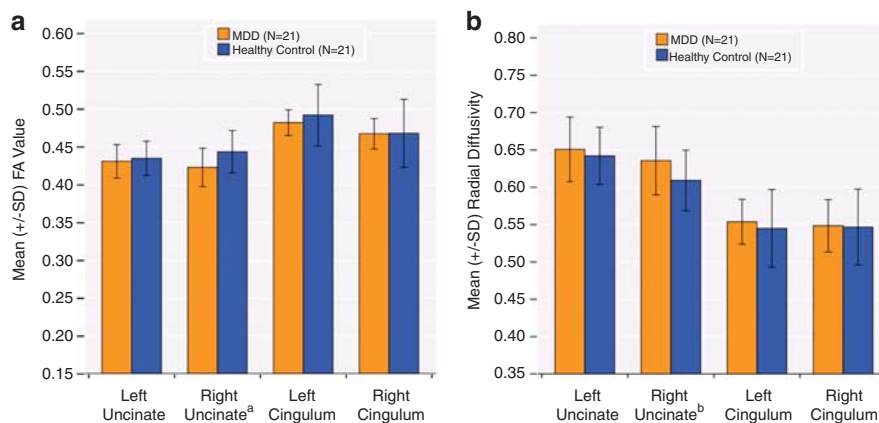 a
MDD (N=21)
Healthy Control (N=21)
Mean (+/-SD) FA Value
0.60
0.55
0.50
0.45
0.40
0.35
0.30
0.25
0.20
0.15
Left
Uncinate
Right
Uncinateᵃ
Left
Cingulum
Right
Cingulum
b
MDD (N=21)
Healthy Control (N=21)
Mean (+/-SD) Radial Diffusivity
0.80
0.75
0.70
0.65
0.60
0.55
0.50
0.45
0.40
0.35
Left
Uncinate
Right
Uncinateᵇ
Left
Cingulum
Right
Cingulum